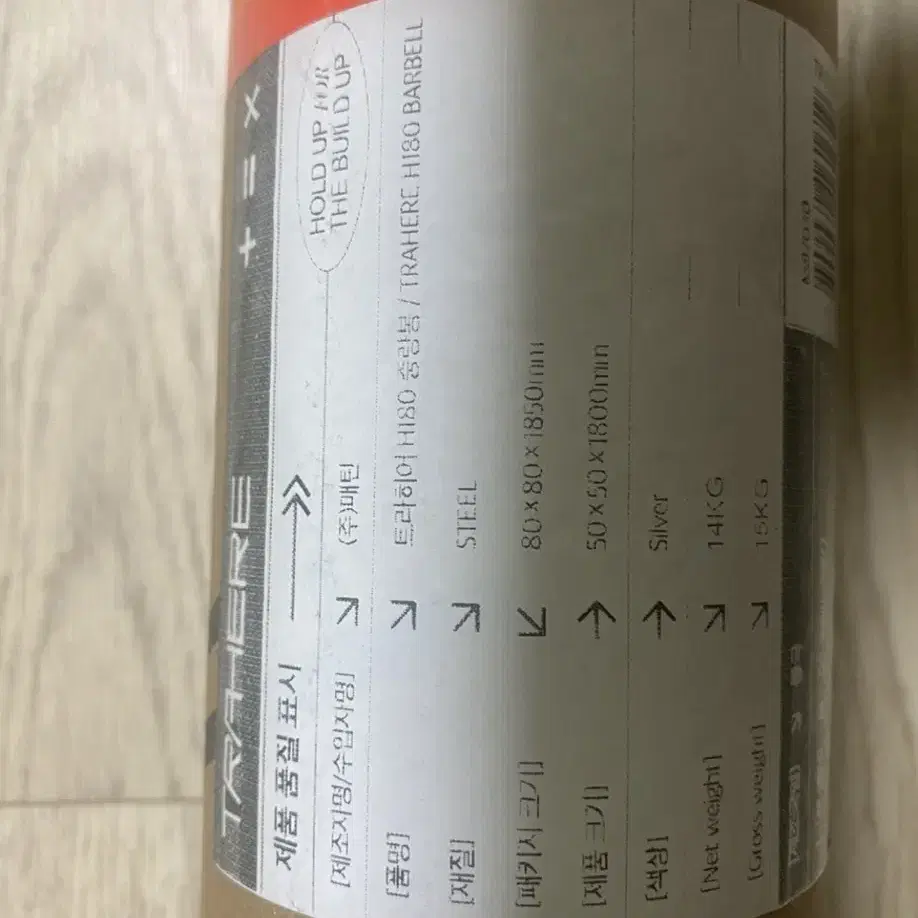 TRAHERE + = ×
제품 품질 표시
HOLD UP FOR
THE BUILD UP
[제조자명/수입자명] (주)매틴
[품명] 트라히어 H180 중량봉 / TRAHERE H180 BARBELL
[재질] STEEL
[패키지 크기] 80×80×1850mm
[제품 크기] 50×50×1800mm
[색상] Silver
[Net weight] 14KG
[Gross weight] 15KG